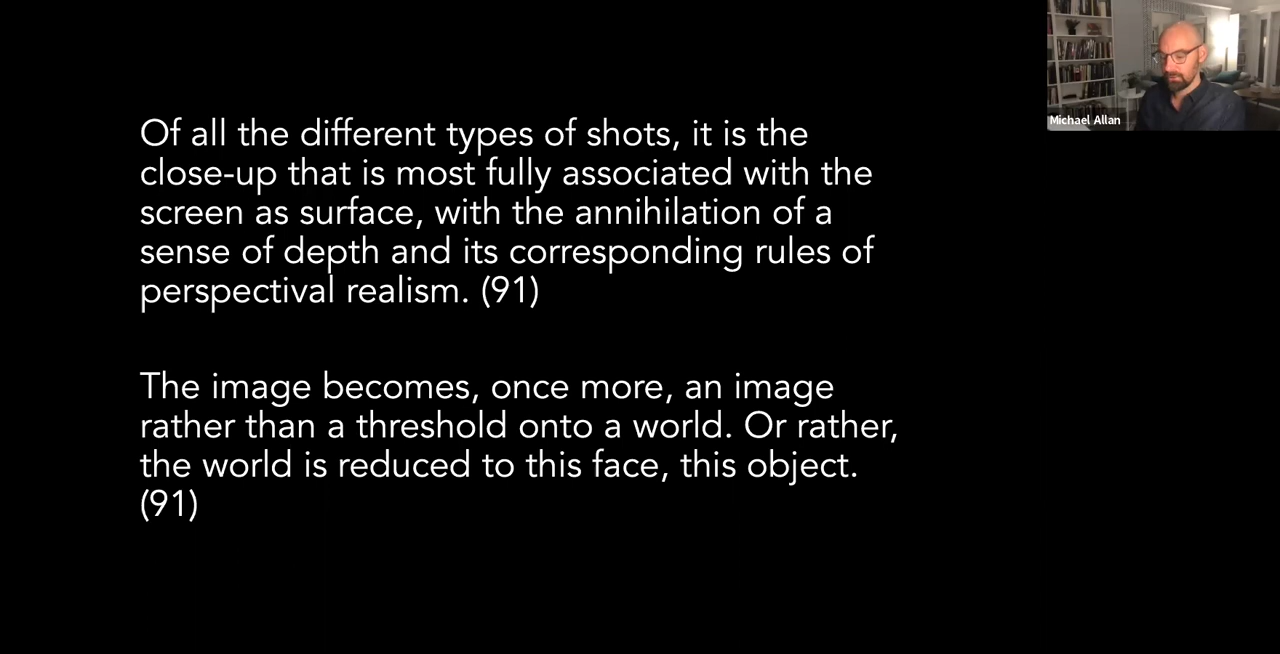 Of all the different types of shots, it is the
close-up that is most fully associated with the
screen as surface, with the annihilation of a
sense of depth and its corresponding rules of
perspectival realism. (91)
The image becomes, once more, an image
rather than a threshold onto a world. Or rather,
the world is reduced to this face, this object.
(91)
Michael Allan